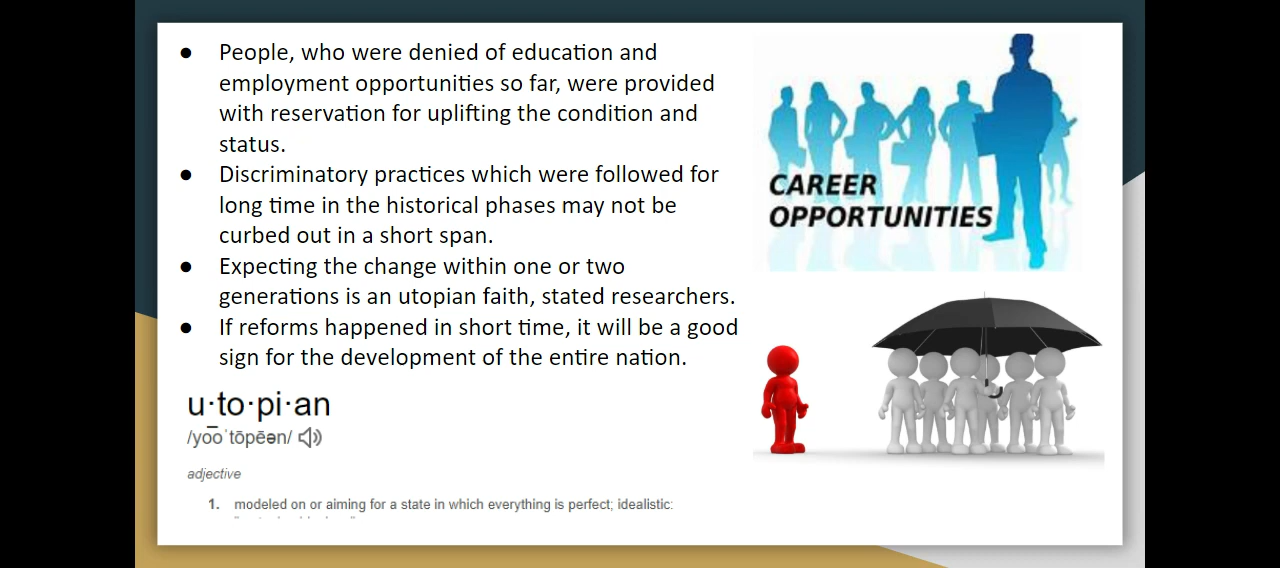 ● People, who were denied of education and
employment opportunities so far, were provided
with reservation for uplifting the condition and
status.
● Discriminatory practices which were followed for
long time in the historical phases may not be
curbed out in a short span.
● Expecting the change within one or two
generations is an utopian faith, stated researchers.
● If reforms happened in short time, it will be a good
sign for the development of the entire nation.
CAREER
OPPORTUNITIES
u·to·pi·an
/yo͞oˈtōpēən/
adjective
1. modeled on or aiming for a state in which everything is perfect; idealistic: